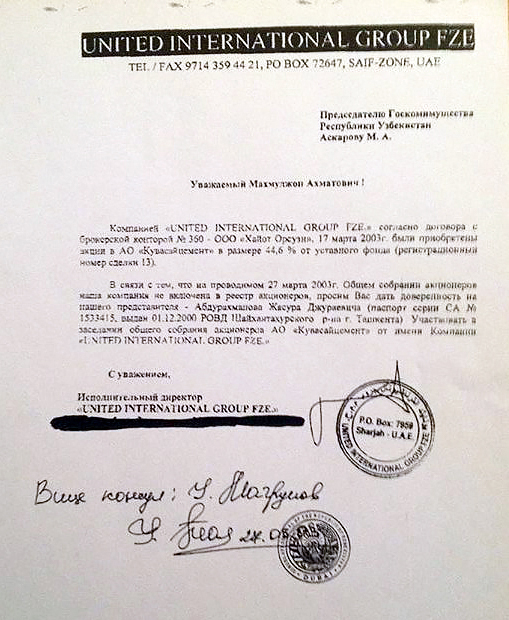 UNITED INTERNATIONAL GROUP FZE
TEL / FAX 9714 359 44 21, PO BOX 72647, SAIF-ZONE, UAE
Председателю Госкомимущества
Республики Узбекистан
Аскарову М. А.
Уважаемый Махмулжон Ахматович !
Компанией «UNITED INTERNATIONAL GROUP FZE.» согласно договора с
брокерской конторой № 360 - ООО «Хайот Орсузи», 17 марта 2003г. были приобретены
акции в АО «Кувасайцемент» в размере 44,6 % от уставного фонда (регистрационный
номер сделки 13).
В связи с тем, что на проводимом 27 марта 2003г. Общем собрании акционеров
наша компания не включена в реестр акционеров, просим Вас дать доверенность на
нашего представителя - Абдурахманова Жасура Джураевича (паспорт серии СА №
1533415, выдан 01.12.2000 РОВД Шайхантахурского р-на г. Ташкента) Участвовать в
заседании общего собрания акционеров АО «Кувасайцемент» от имени Компании
«UNITED INTERNATIONAL GROUP FZE.»
С уважением,
Исполнительный директор
«UNITED INTERNATIONAL GROUP FZE.»
P.O. Box: 7959
Sharjah - U.A.E.
UNITED INTERNATIONAL GROUP FZE
Вице консул: У.
DUBAI